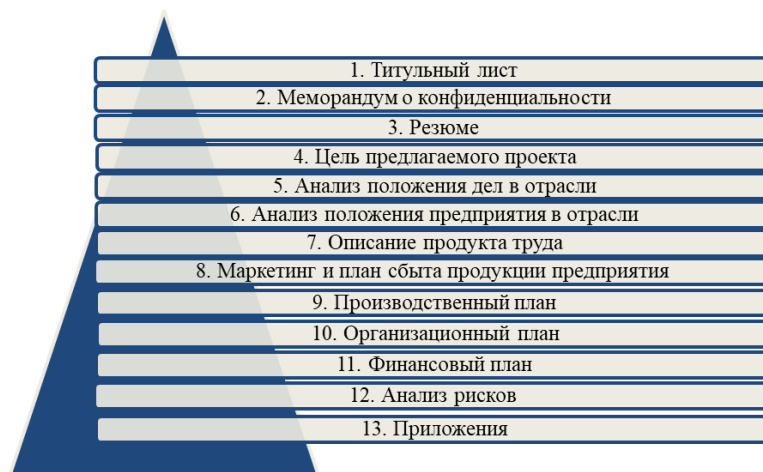 1. Титульный лист
2. Меморандум о конфиденциальности
3. Резюме
4. Цель предлагаемого проекта
5. Анализ положения дел в отрасли
6. Анализ положения предприятия в отрасли
7. Описание продукта труда
8. Маркетинг и план сбыта продукции предприятия
9. Производственный план
10. Организационный план
11. Финансовый план
12. Анализ рисков
13. Приложения